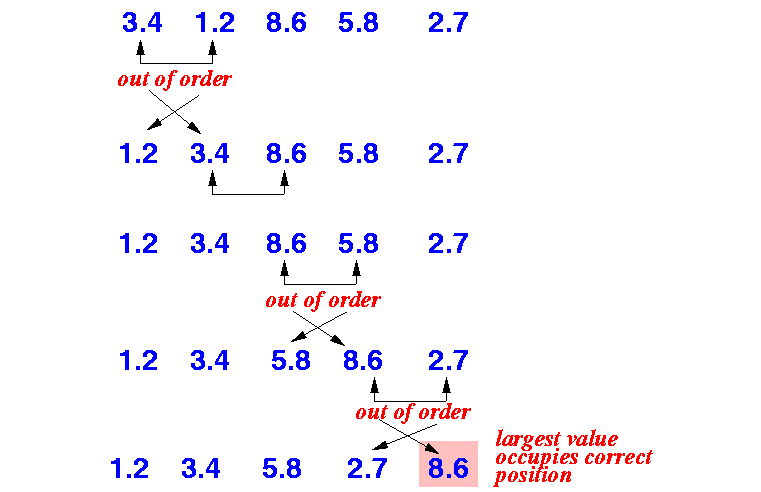 3.4 1.2 8.6 5.8 2.7
out of order
1.2 3.4 8.6 5.8 2.7
1.2 3.4 8.6 5.8 2.7
out of order
1.2 3.4 5.8 8.6 2.7
out of order
1.2 3.4 5.8 2.7 8.6
largest value
occupies correct
position